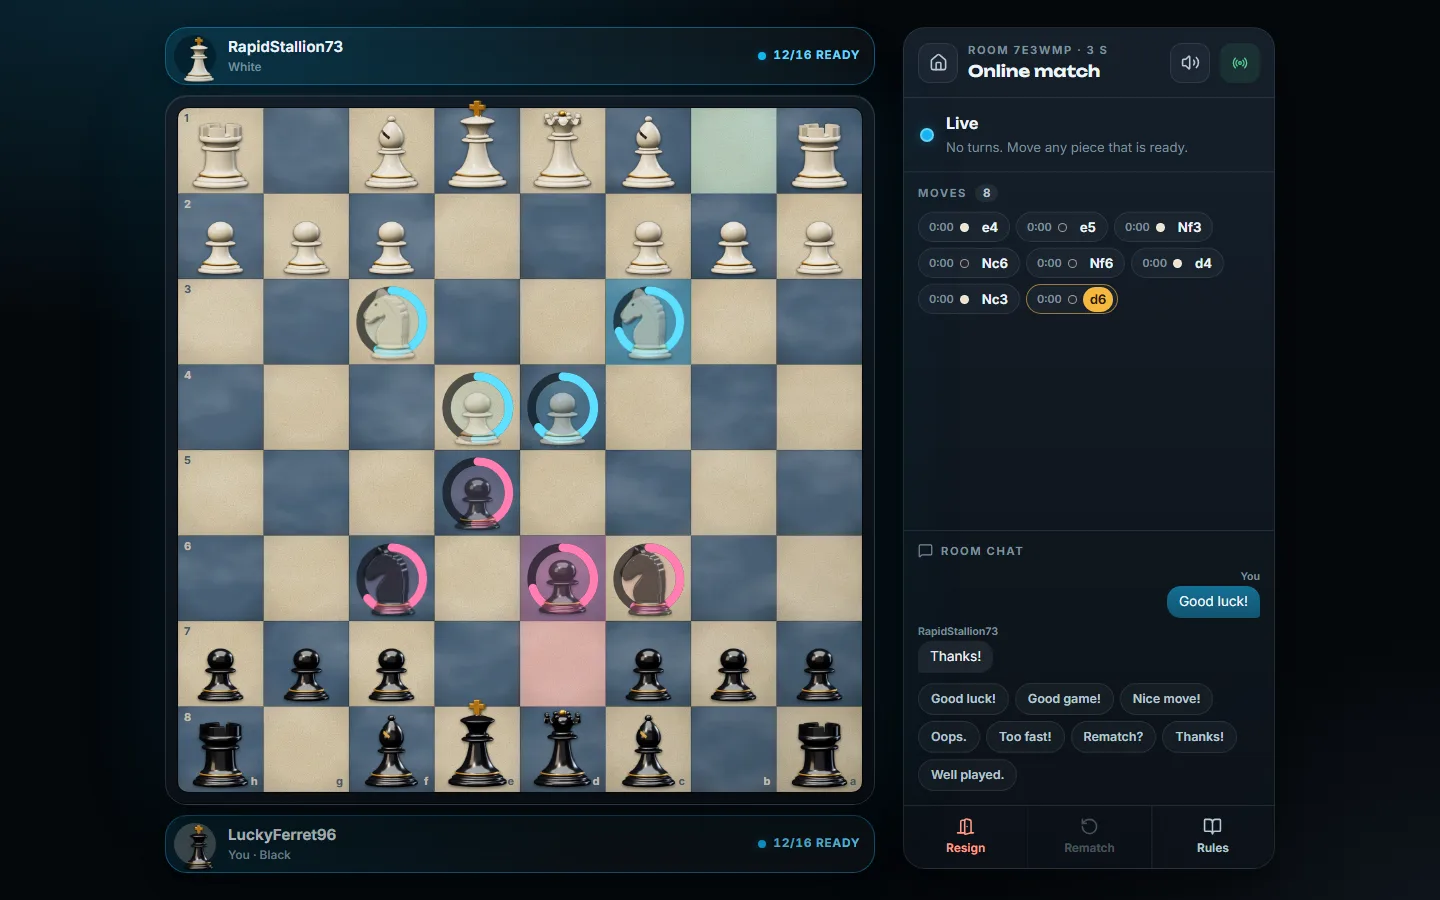 RapidStallion73
White
12/16 READY
1
2
3
4
5
6
7
8
h
g
f
e
d
c
b
a
LuckyFerret96
You · Black
12/16 READY
ROOM 7E3WMP · 3 S
Online match
Live
No turns. Move any piece that is ready.
MOVES 8
0:00 e4 0:00 e5 0:00 Nf3
0:00 Nc6 0:00 Nf6 0:00 d4
0:00 Nc3 0:00 d6
ROOM CHAT
You
Good luck!
RapidStallion73
Thanks!
Good luck! Good game! Nice move!
Oops. Too fast! Rematch? Thanks!
Well played.
Resign Rematch Rules